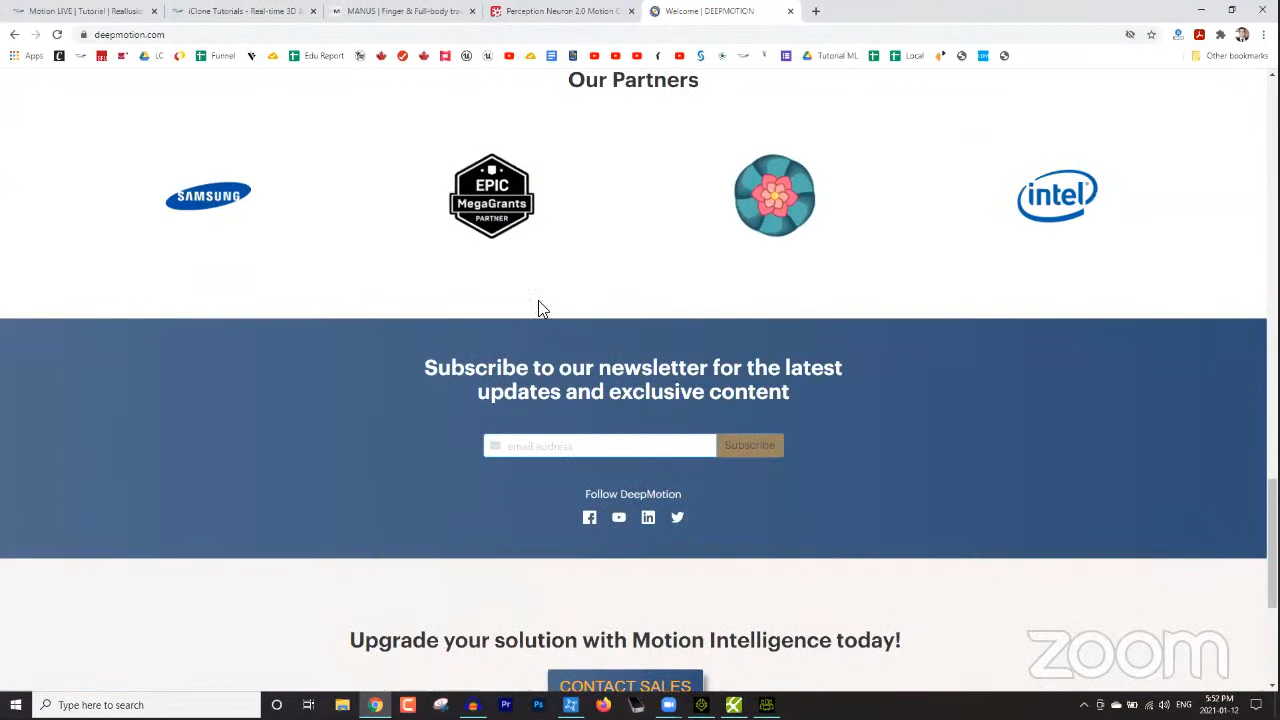 Motion LIVE | Tutorial: Reallusio
iClone Tutorials - Real-time 3D A
MANUS | Finger & Full-body tra
Perception Neuron 2.0 Motion C
Welcome | DEEPMOTION
deepmotion.com
Apps
LC
Funnel
Edu Report
Tutorial ML
Local
Other bookmarks
Our Partners
SAMSUNG
EPIC
MegaGrants
PARTNER
intel
Subscribe to our newsletter for the latest
updates and exclusive content
email address
Subscribe
Follow DeepMotion
Upgrade your solution with Motion Intelligence today!
CONTACT SALES
zoom
Type here to search
5:52 PM
2021-01-12